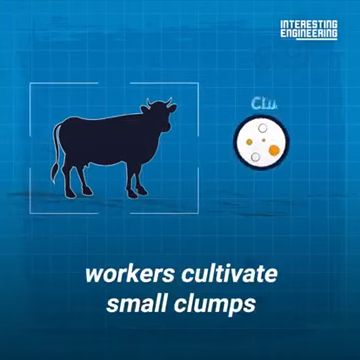 INTERESTING
ENGINEERING
Clu
workers cultivate
small clumps